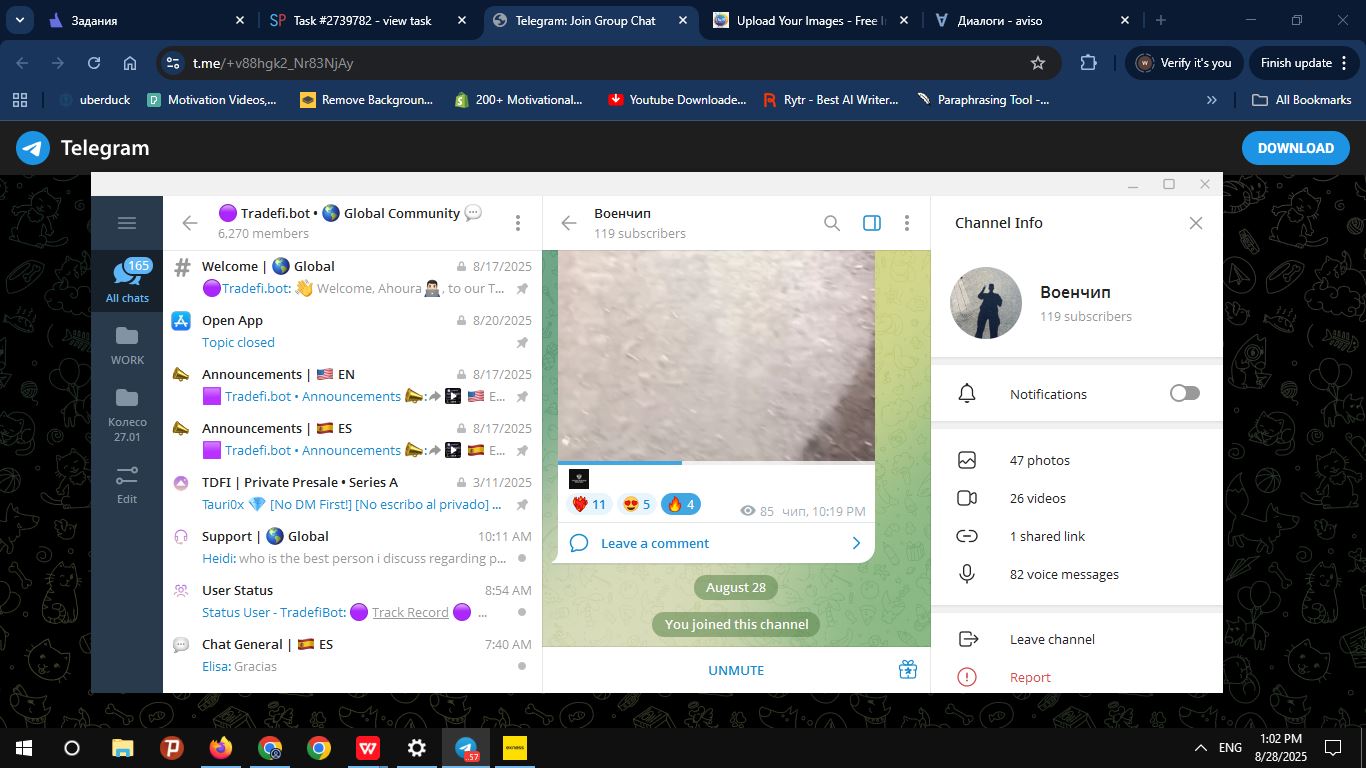 Задания
Task #2739782 - view task
Telegram: Join Group Chat
Upload Your Images - Free I
Диалоги - aviso
t.me/+v88hgk2_Nr83NjAy
Verify it's you
Finish update
uberduck
Motivation Videos,...
Remove Backgroun...
200+ Motivational...
Youtube Downloade...
Rytr - Best AI Writer...
Paraphrasing Tool -...
All Bookmarks
Telegram
DOWNLOAD
165
All chats
WORK
Колесо
27.01
Edit
Tradefi.bot • Global Community
6,270 members
Welcome | Global 8/17/2025
Tradefi.bot: Welcome, Ahoura, to our T...
Open App 8/20/2025
Topic closed
Announcements | EN 8/17/2025
Tradefi.bot • Announcements : E...
Announcements | ES 8/17/2025
Tradefi.bot • Announcements : E...
TDFI | Private Presale • Series A 3/11/2025
Tauri0x [No DM First!] [No escribo al privado] ...
Support | Global 10:11 AM
Heidi: who is the best person i discuss regarding p...
User Status 8:54 AM
Status User - TradefiBot: Track Record ...
Chat General | ES 7:40 AM
Elisa: Gracias
Военчип
119 subscribers
11 5 4
85 чип, 10:19 PM
Leave a comment
August 28
You joined this channel
UNMUTE
Channel Info
Военчип
119 subscribers
Notifications
47 photos
26 videos
1 shared link
82 voice messages
Leave channel
Report
..57
exness
ENG
1:02 PM
8/28/2025